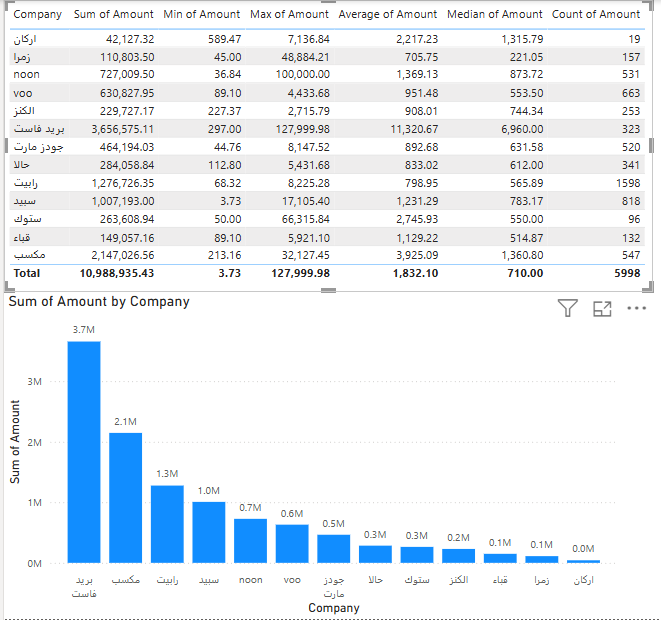 Company Sum of Amount Min of Amount Max of Amount Average of Amount Median of Amount Count of Amount
اركان 42,127.32 589.47 7,136.84 2,217.23 1,315.79 19
زمرا 110,803.50 45.00 48,884.21 705.75 221.05 157
noon 727,009.50 36.84 100,000.00 1,369.13 873.72 531
voo 630,827.95 89.10 4,433.68 951.48 553.50 663
الكنز 229,727.17 227.37 2,715.79 908.01 744.34 253
بريد فاست 3,656,575.11 297.00 127,999.98 11,320.67 6,960.00 323
جودز مارت 464,194.03 44.76 8,147.52 892.68 631.58 520
حالا 284,058.84 112.80 5,431.68 833.02 612.00 341
رابيت 1,276,726.35 68.32 8,225.28 798.95 565.89 1598
سبيد 1,007,193.00 3.73 17,105.40 1,231.29 783.17 818
ستوك 263,608.94 50.00 66,315.84 2,745.93 550.00 96
قباء 149,057.16 89.10 5,921.10 1,129.22 514.87 132
مكسب 2,147,026.56 213.16 32,127.45 3,925.09 1,360.80 547
Total 10,988,935.43 3.73 127,999.98 1,832.10 710.00 5998
Sum of Amount by Company
3.7M
3M
2.1M
2M
1.3M
1.0M
0.7M
0.6M
0.5M
0.3M 0.3M 0.2M 0.1M 0.1M 0.0M
1M
0M
Sum of Amount
بريد فاست مكسب رابيت سبيد noon voo جودز مارت حالا ستوك الكنز قباء زمرا اركان
Company